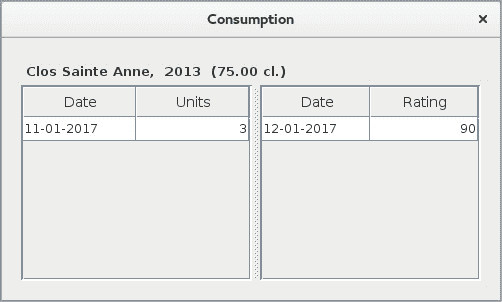 Consumption
Clos Sainte Anne,  2013  (75.00 cl.)
Date Units Date Rating
11-01-2017 3 12-01-2017 90